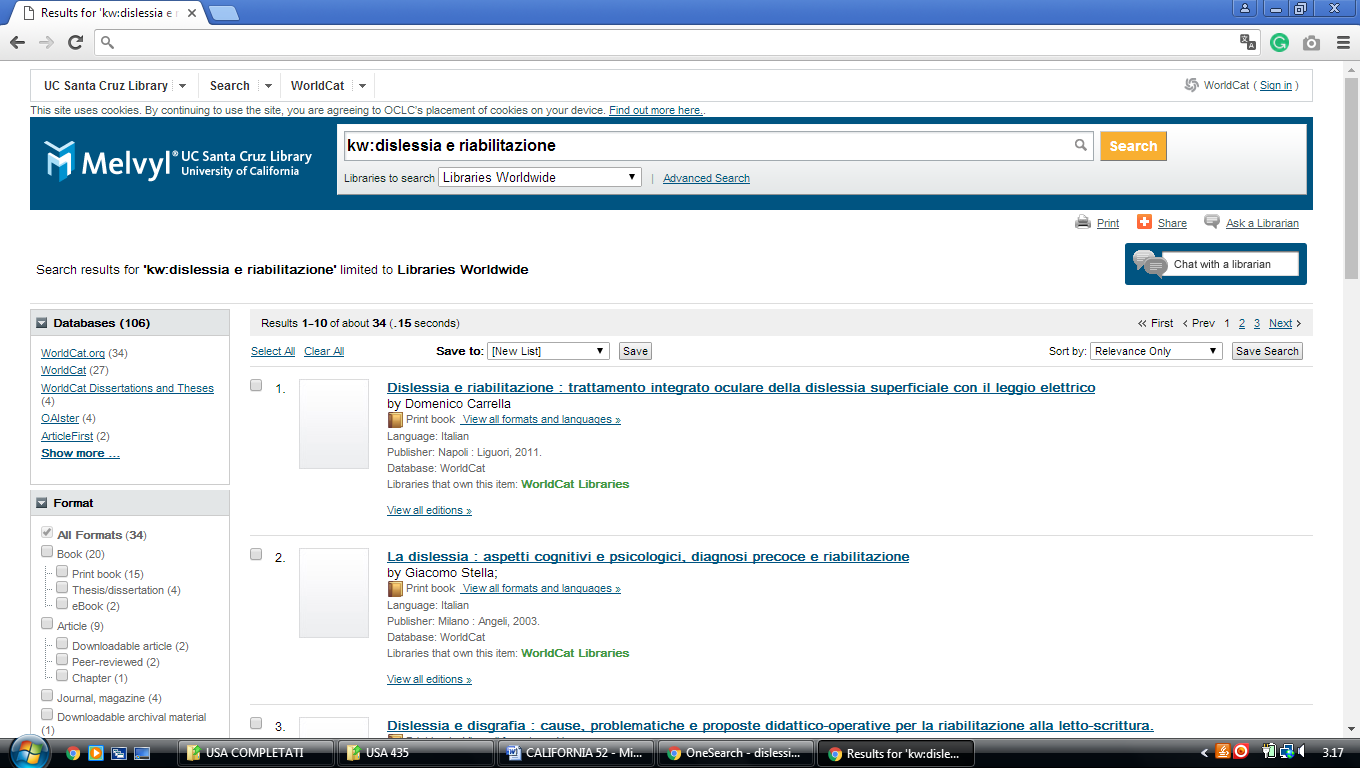 Results for 'kw:dislessia e r
UC Santa Cruz Library
Search
WorldCat
WorldCat ( Sign in )
This site uses cookies. By continuing to use the site, you are agreeing to OCLC's placement of cookies on your device. Find out more here..
Melvyl® UC Santa Cruz Library
University of California
kw:dislessia e riabilitazione
Search
Libraries to search Libraries Worldwide | Advanced Search
Print Share Ask a Librarian
Search results for 'kw:dislessia e riabilitazione' limited to Libraries Worldwide
Chat with a librarian
Databases (106)
WorldCat.org (34)
WorldCat (27)
WorldCat Dissertations and Theses
(4)
OAIster (4)
ArticleFirst (2)
Show more ...
Format
All Formats (34)
Book (20)
Print book (15)
Thesis/dissertation (4)
eBook (2)
Article (9)
Downloadable article (2)
Peer-reviewed (2)
Chapter (1)
Journal, magazine (4)
Downloadable archival material
(1)
Results 1-10 of about 34 (.15 seconds)
« First ‹ Prev 1 2 3 Next ›
Select All Clear All
Save to: [New List] Save
Sort by: Relevance Only Save Search
1. Dislessia e riabilitazione : trattamento integrato oculare della dislessia superficiale con il leggio elettrico
by Domenico Carrella
Print book View all formats and languages »
Language: Italian
Publisher: Napoli : Liguori, 2011.
Database: WorldCat
Libraries that own this item: WorldCat Libraries
View all editions »
2. La dislessia : aspetti cognitivi e psicologici, diagnosi precoce e riabilitazione
by Giacomo Stella;
Print book View all formats and languages »
Language: Italian
Publisher: Milano : Angeli, 2003.
Database: WorldCat
Libraries that own this item: WorldCat Libraries
View all editions »
3. Dislessia e disgrafia : cause, problematiche e proposte didattico-operative per la riabilitazione alla letto-scrittura.
USA COMPLETATI
USA 435
CALIFORNIA 52 - Mi...
OneSearch - dislessi...
Results for 'kw:disle...
3.17